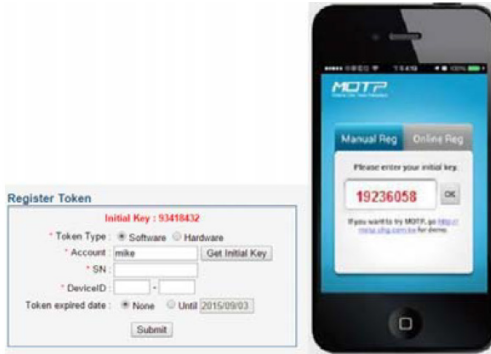 Register Token
Initial Key : 93418432
* Token Type : Software Hardware
* Account : mike Get Initial Key
* SN :
* DeviceID : -
Token expired date : None Until 2015/09/03
Submit
MOTP
Manual Reg Online Reg
Please enter your initial key.
19236058 OK
If you want to try MOTP, go http://
for demo.